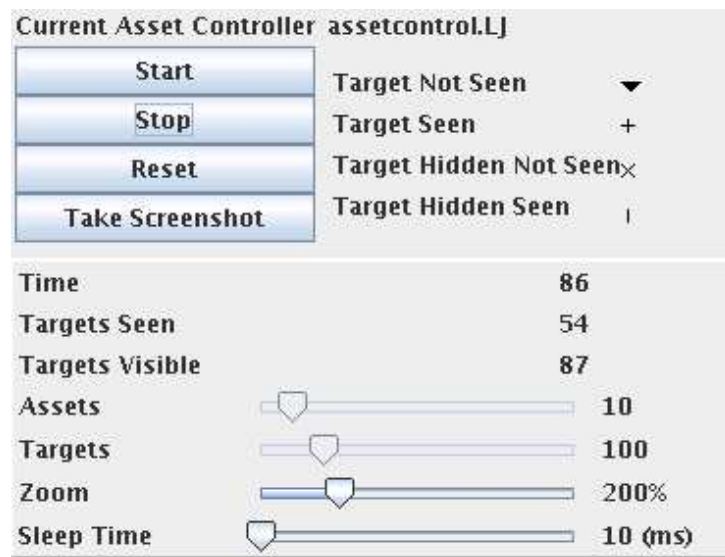 Current Asset Controller assetcontrol.LJ
Start
Stop
Reset
Take Screenshot
Target Not Seen
Target Seen +
Target Hidden Not Seen ×
Target Hidden Seen ı
Time 86
Targets Seen 54
Targets Visible 87
Assets 10
Targets 100
Zoom 200%
Sleep Time 10 (ms)